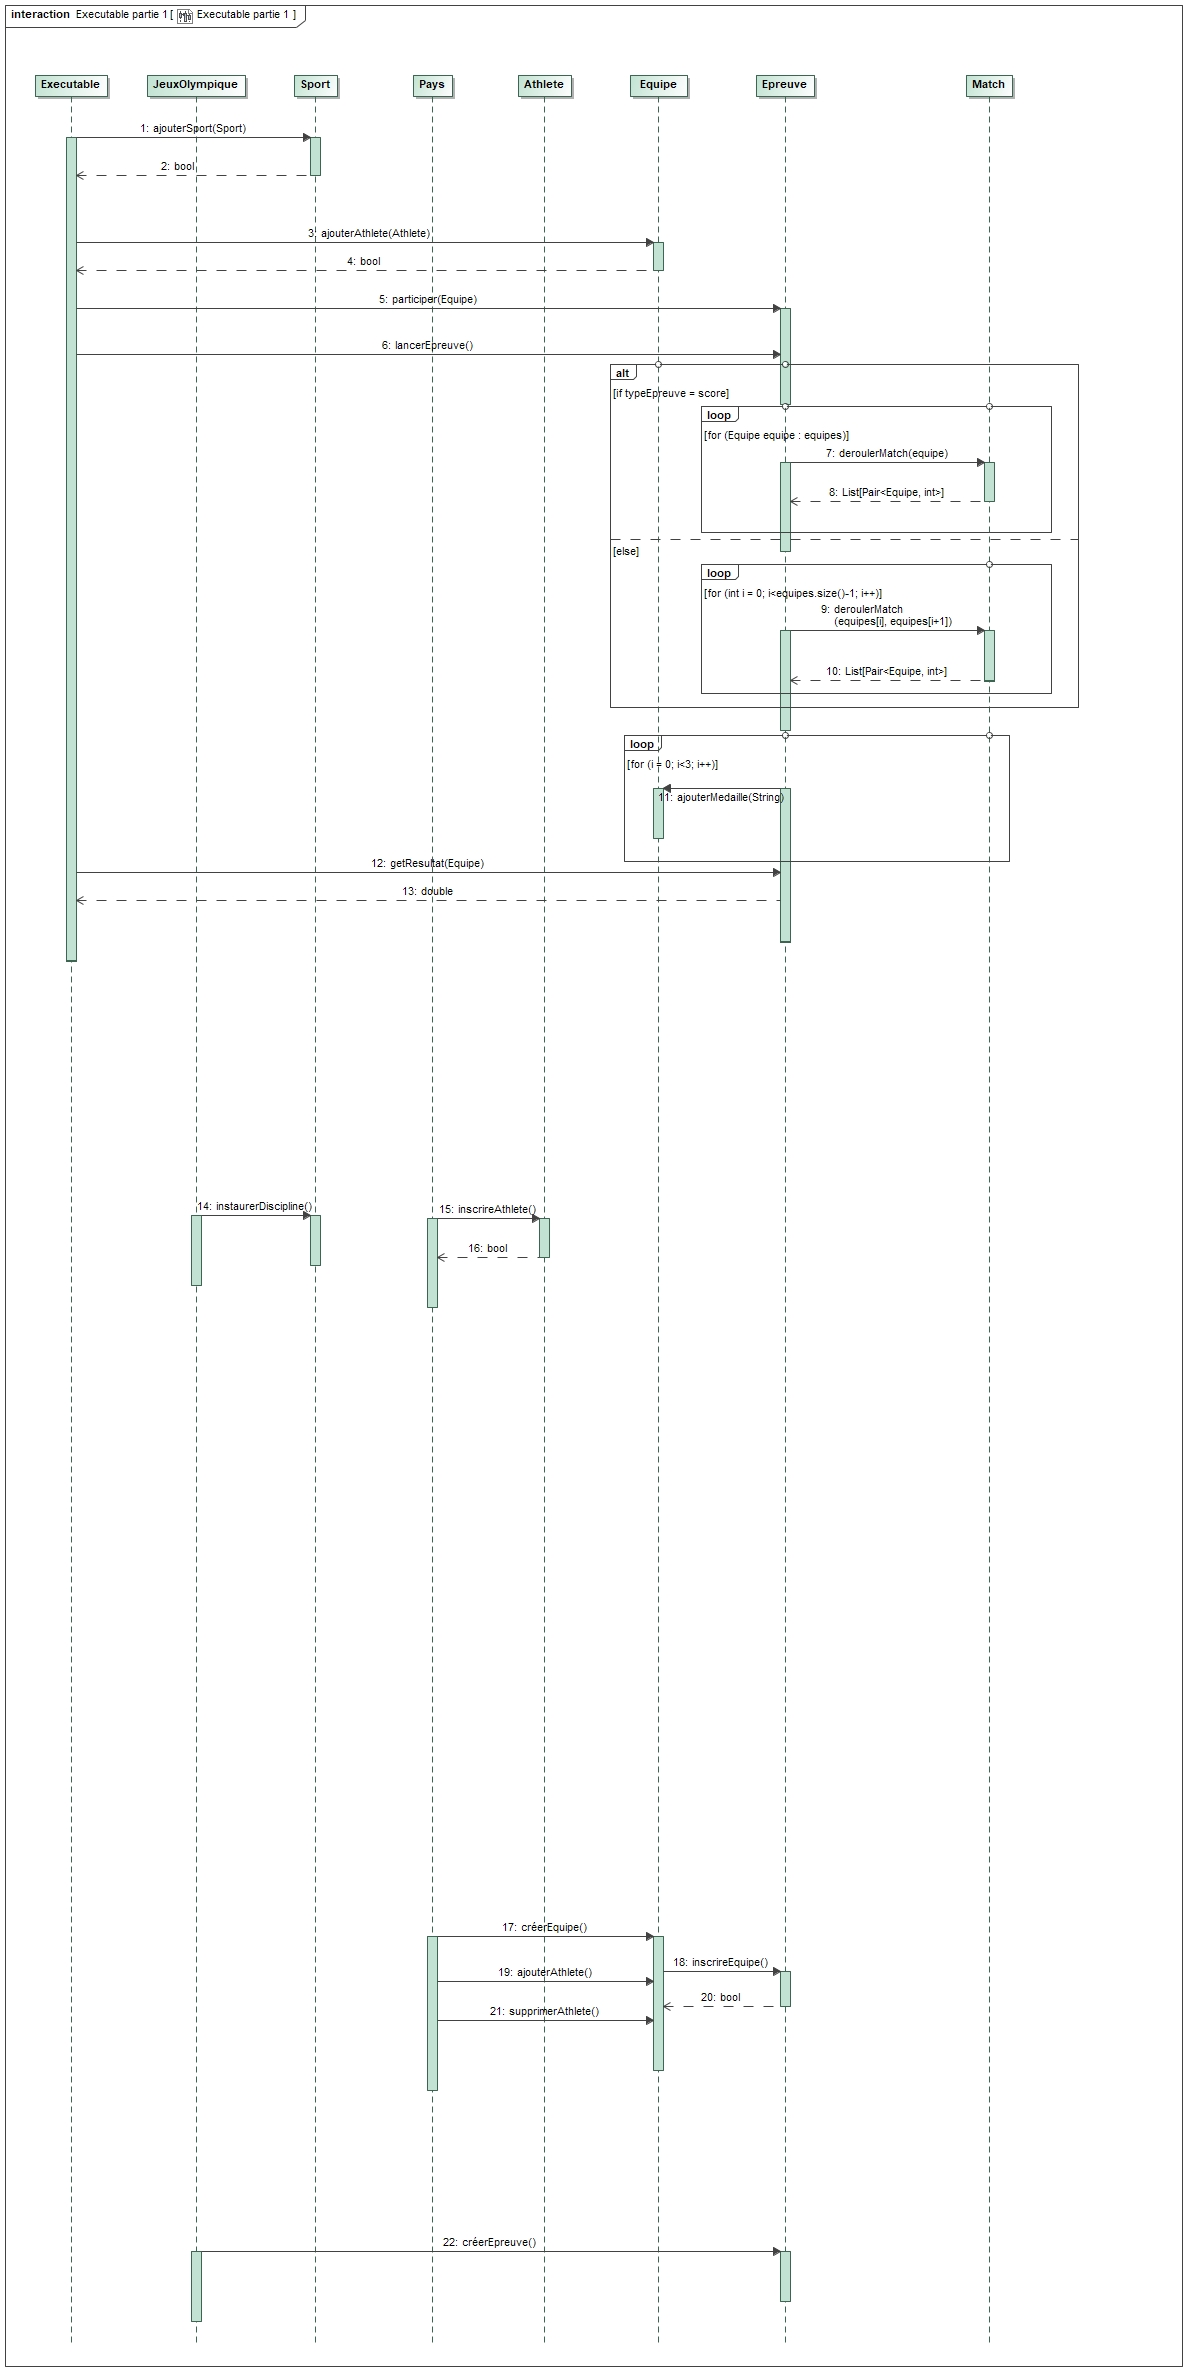 interaction Executable partie 1 [ Executable partie 1 ]
Executable
JeuxOlympique
Sport
Pays
Athlete
Equipe
Epreuve
Match
1: ajouterSport(Sport)
2: bool
3: ajouterAthlete(Athlete)
4: bool
5: participer(Equipe)
6: lancerEpreuve()
alt
[if typeEpreuve = score]
loop
[for (Equipe equipe : equipes)]
7: deroulerMatch(equipe)
8: List[Pair<Equipe, int>]
[else]
loop
[for (int i = 0; i<equipes.size()-1; i++)]
9: deroulerMatch
(equipes[i], equipes[i+1])
10: List[Pair<Equipe, int>]
loop
[for (i = 0; i<3; i++)]
11: ajouterMedaille(String)
12: getResultat(Equipe)
13: double
14: instaurerDiscipline()
15: inscrireAthlete()
16: bool
17: créerEquipe()
18: inscrireEquipe()
19: ajouterAthlete()
20: bool
21: supprimerAthlete()
22: créerEpreuve()